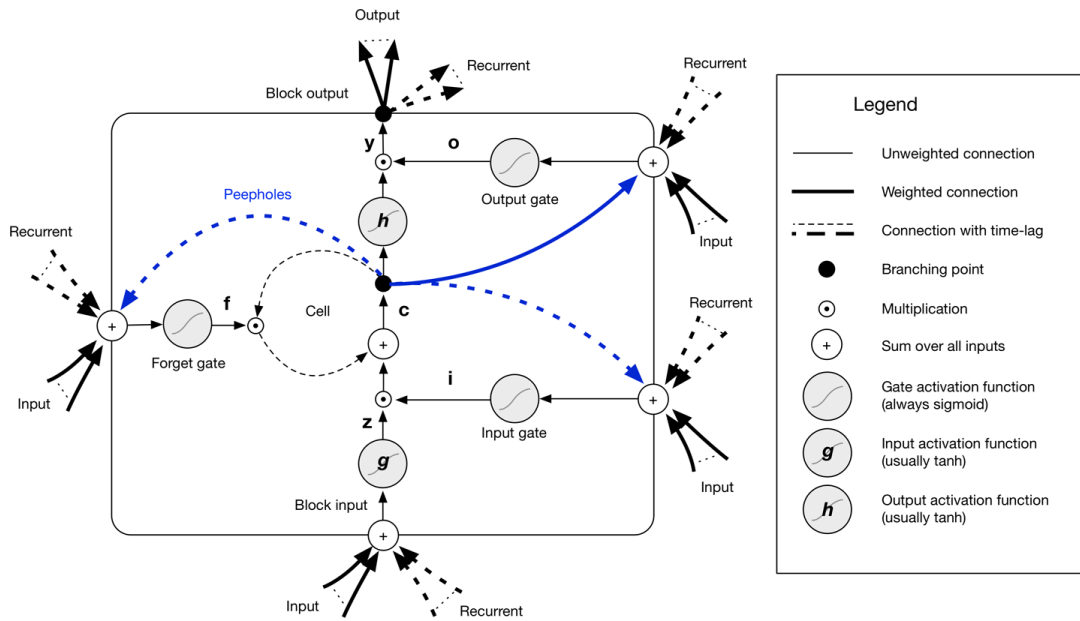 Output
Recurrent
Block output
Recurrent
y
o
+
Output gate
h
Peepholes
Input
Recurrent
f
Cell
c
+
Forget gate
+
Recurrent
i
+
Input
z
Input gate
g
Input
Block input
+
Input
Recurrent
Legend
Unweighted connection
Weighted connection
Connection with time-lag
Branching point
Multiplication
+
Sum over all inputs
Gate activation function
(always sigmoid)
g
Input activation function
(usually tanh)
h
Output activation function
(usually tanh)